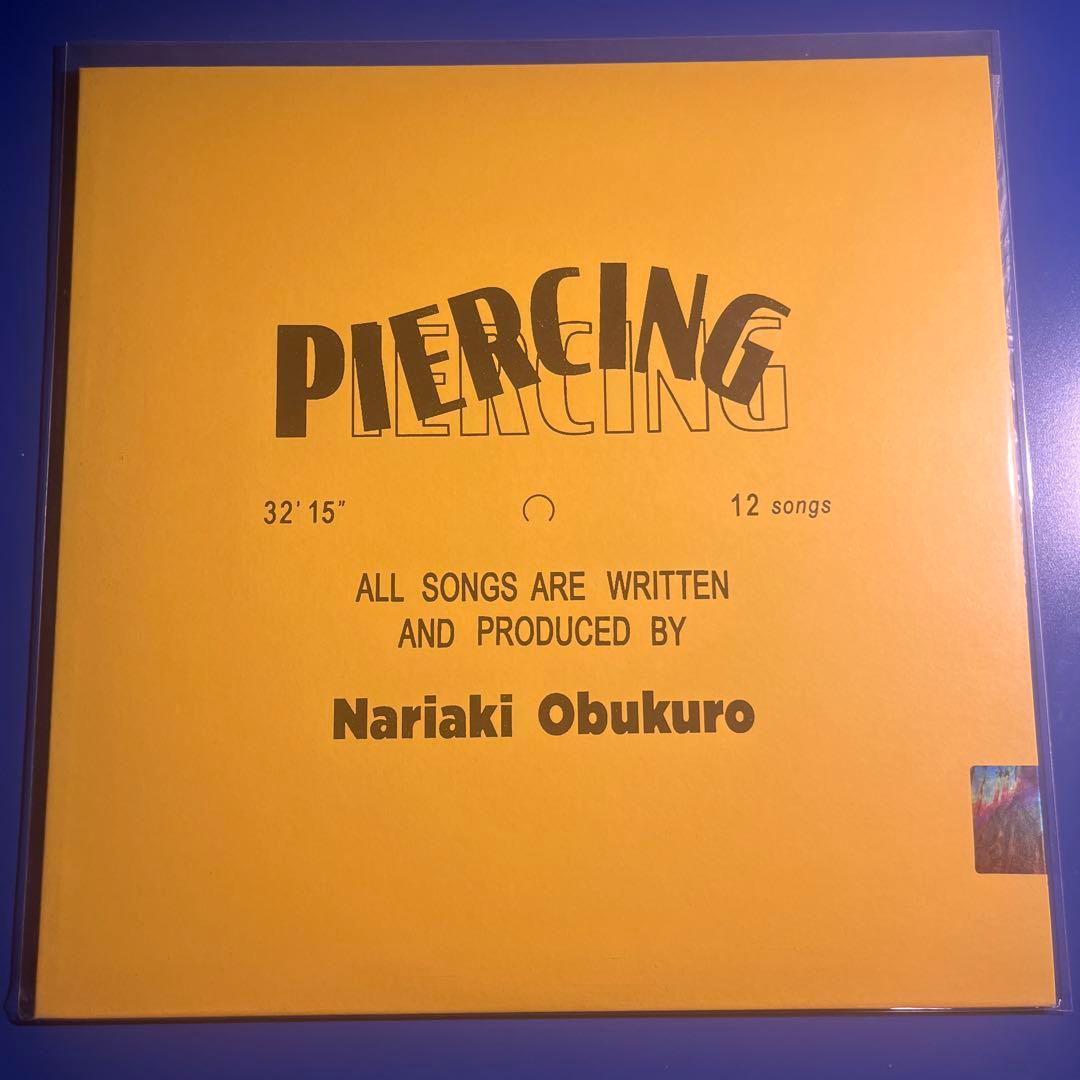 PIERCING
PIERCING
32' 15"
12 songs
ALL SONGS ARE WRITTEN
AND PRODUCED BY
Nariaki Obukuro